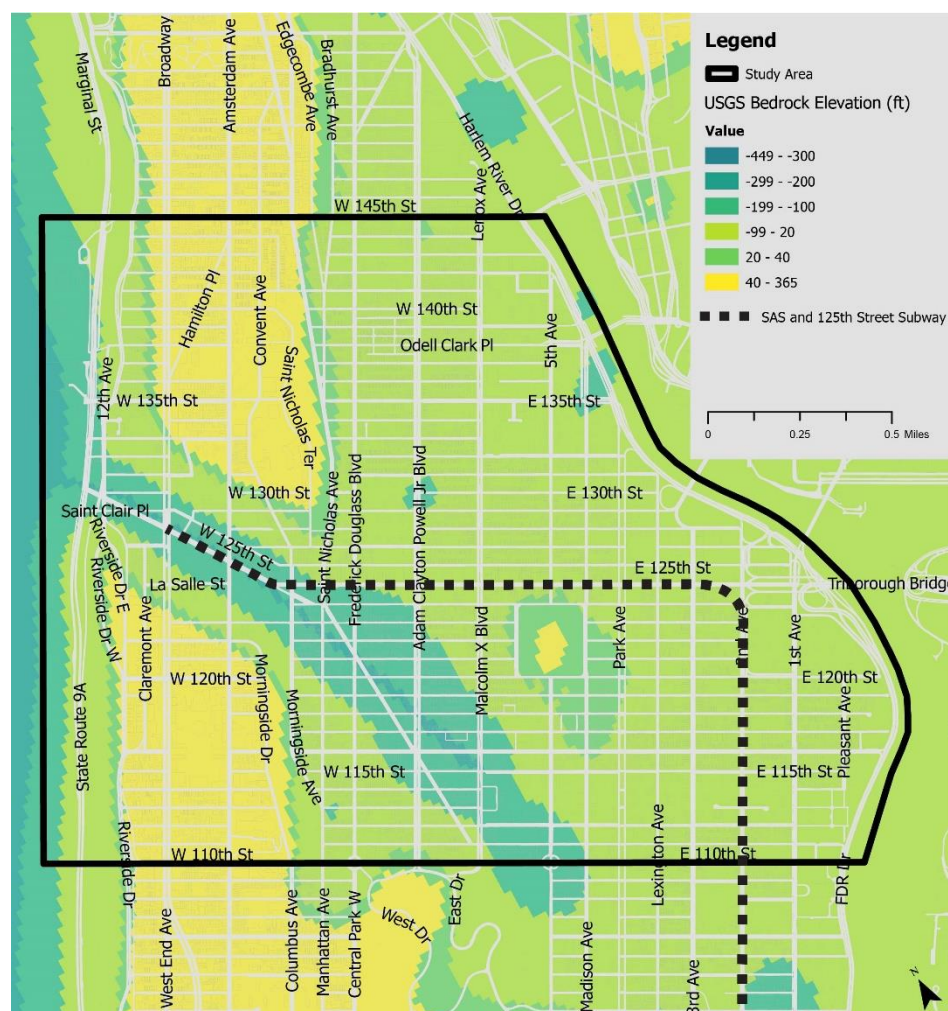 Legend
Study Area
USGS Bedrock Elevation (ft)
Value
-449 - -300
-299 - -200
-199 - -100
-99 - 20
20 - 40
40 - 365
SAS and 125th Street Subway
0
0.25
0.5 Miles
Marginal St
Broadway
Amsterdam Ave
Edgecombe Ave
Bradhurst Ave
Harlem River Dr
W 145th St
Lenox Ave
Hamilton Pl
Convent Ave
W 140th St
Odell Clark Pl
5th Ave
Saint Nicholas Ter
12th Ave
W 135th St
E 135th St
W 130th St
Saint Nicholas Ave
Frederick Douglass Blvd
Adam Clayton Powell Jr Blvd
E 130th St
Saint Clair Pl
W 125th St
E 125th St
Riverside Dr E
Riverside Dr W
La Salle St
Triborough Bridge
Claremont Ave
Malcolm X Blvd
Park Ave
1st Ave
W 120th St
E 120th St
Morningside Dr
Morningside Ave
State Route 9A
Pleasant Ave
W 115th St
E 115th St
Lexington Ave
Riverside Dr
W 110th St
E 110th St
FDR Dr
West End Ave
Columbus Ave
Manhattan Ave
Central Park W
West Dr
East Dr
Madison Ave
3rd Ave
N